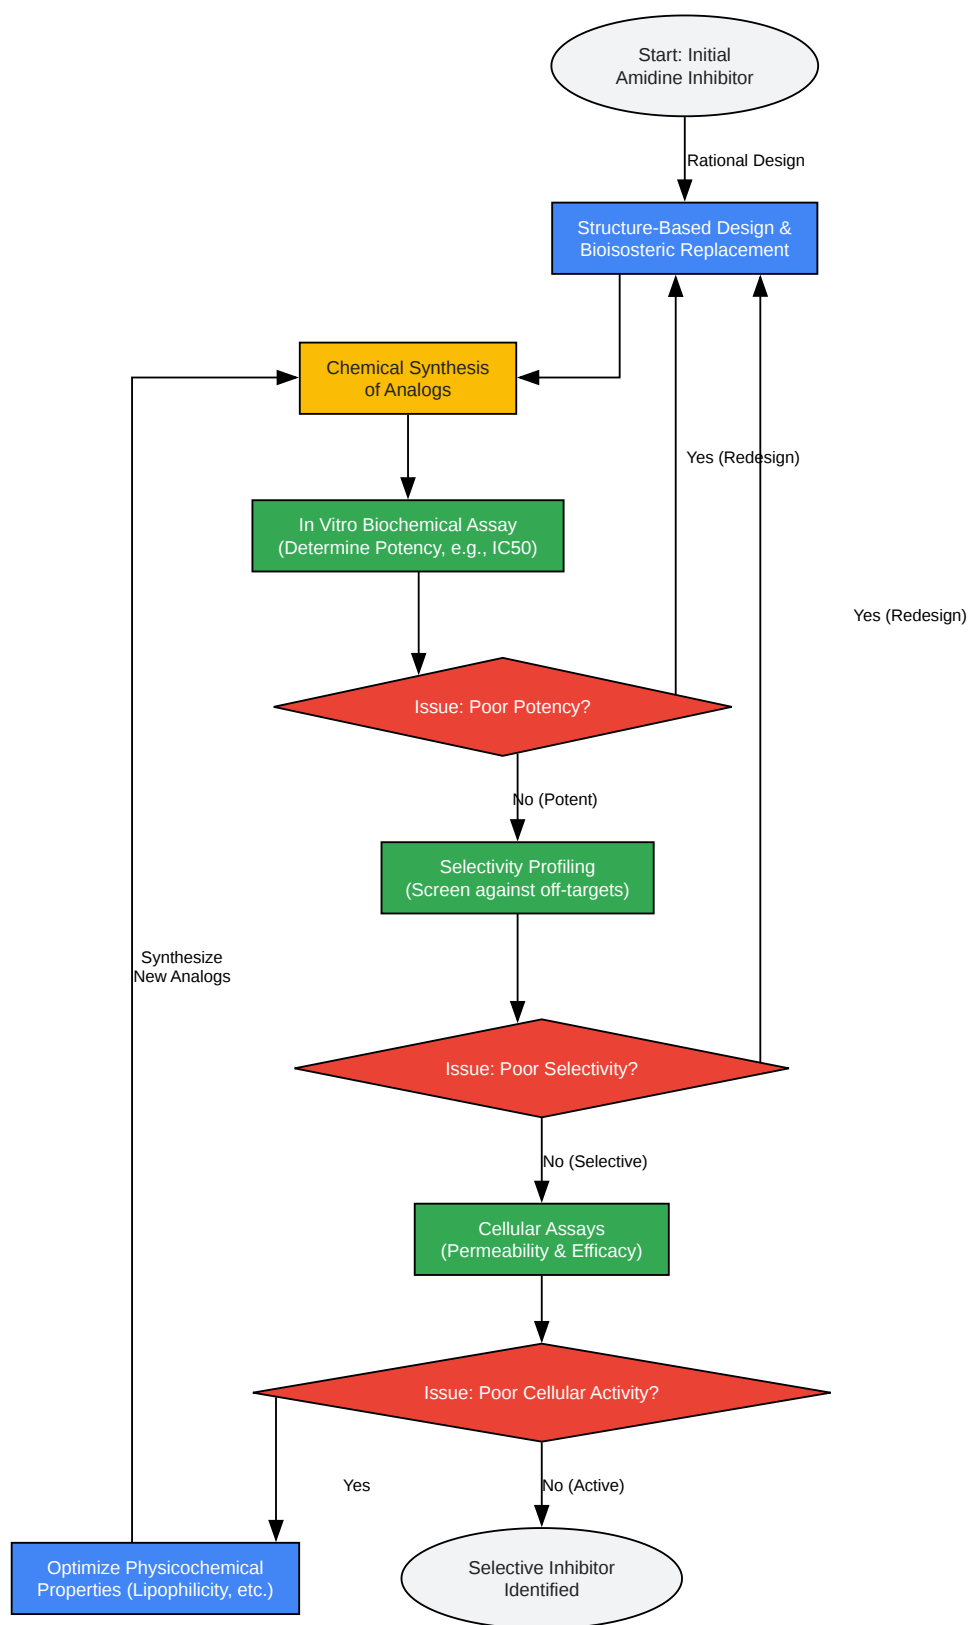 Start: Initial
Amidine Inhibitor
Rational Design
Structure-Based Design &
Bioisosteric Replacement
Chemical Synthesis
of Analogs
Yes (Redesign)
In Vitro Biochemical Assay
(Determine Potency, e.g., IC50)
Yes (Redesign)
Issue: Poor Potency?
No (Potent)
Selectivity Profiling
(Screen against off-targets)
Synthesize
New Analogs
Issue: Poor Selectivity?
No (Selective)
Cellular Assays
(Permeability & Efficacy)
Issue: Poor Cellular Activity?
Yes
No (Active)
Optimize Physicochemical
Properties (Lipophilicity, etc.)
Selective Inhibitor
Identified